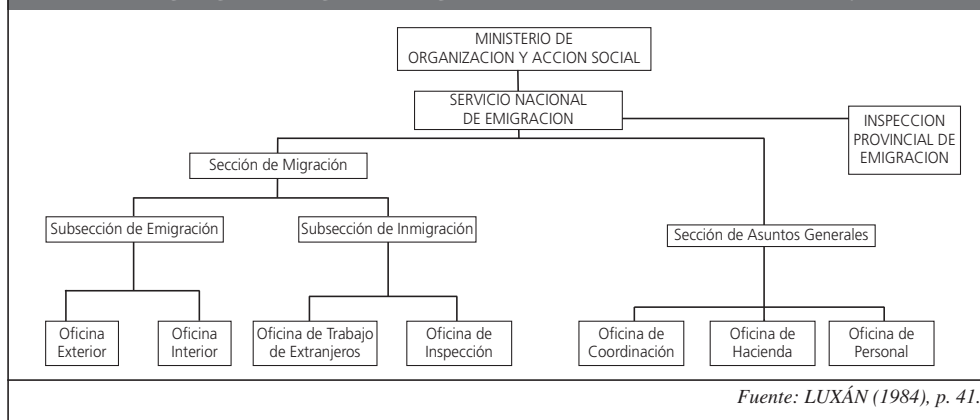 MINISTERIO DE
ORGANIZACION Y ACCION SOCIAL
SERVICIO NACIONAL
DE EMIGRACION
INSPECCION
PROVINCIAL DE
EMIGRACION
Sección de Migración
Subsección de Emigración
Subsección de Inmigración
Sección de Asuntos Generales
Oficina
Exterior
Oficina
Interior
Oficina de Trabajo
de Extranjeros
Oficina de
Inspección
Oficina de
Coordinación
Oficina de
Hacienda
Oficina de
Personal
Fuente: LUXÁN (1984), p. 41.